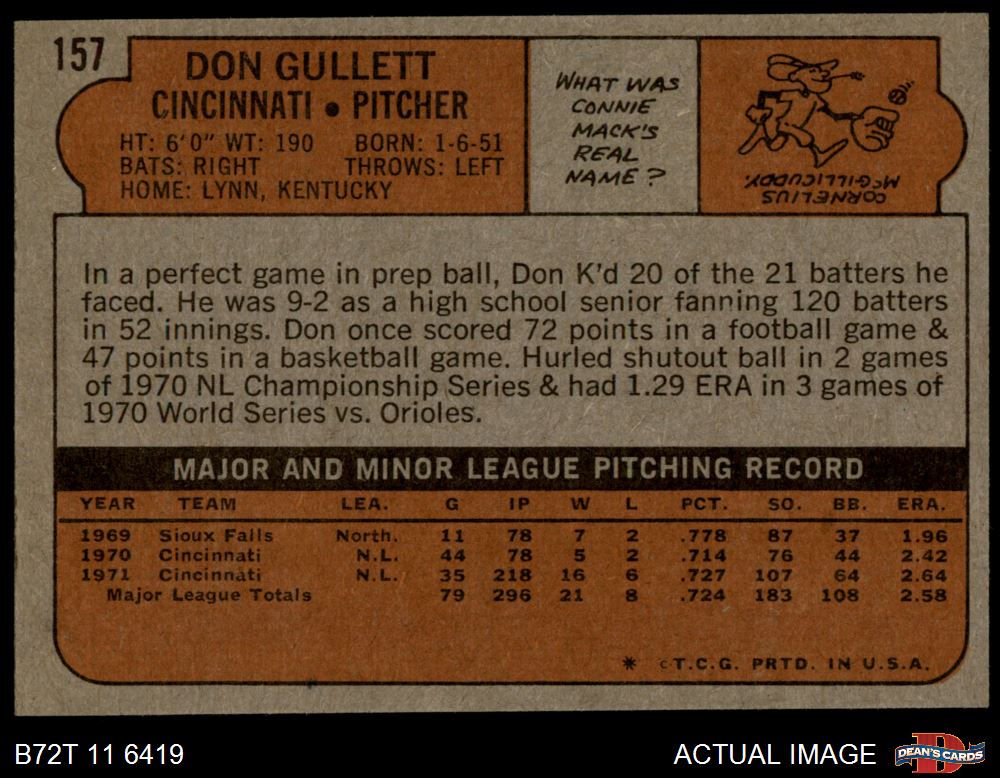 157
DON GULLETT
CINCINNATI • PITCHER
HT: 6'0" WT: 190 BORN: 1-6-51
BATS: RIGHT THROWS: LEFT
HOME: LYNN, KENTUCKY
WHAT WAS
CONNIE
MACK'S
REAL
NAME?
CORNELIUS
McGILLICUDDY.
In a perfect game in prep ball, Don K'd 20 of the 21 batters he
faced. He was 9-2 as a high school senior fanning 120 batters
in 52 innings. Don once scored 72 points in a football game &
47 points in a basketball game. Hurled shutout ball in 2 games
of 1970 NL Championship Series & had 1.29 ERA in 3 games of
1970 World Series vs. Orioles.
MAJOR AND MINOR LEAGUE PITCHING RECORD
YEAR TEAM LEA. G IP W L PCT. SO. BB. ERA.
1969 Sioux Falls North. 11 78 7 2 .778 87 37 1.96
1970 Cincinnati N.L. 44 78 5 2 .714 76 44 2.42
1971 Cincinnati N.L. 35 218 16 6 .727 107 64 2.64
Major League Totals 79 296 21 8 .724 183 108 2.58
* ©T.C.G. PRTD. IN U.S.A.
B72T 11 6419
ACTUAL IMAGE
DEAN'S CARDS